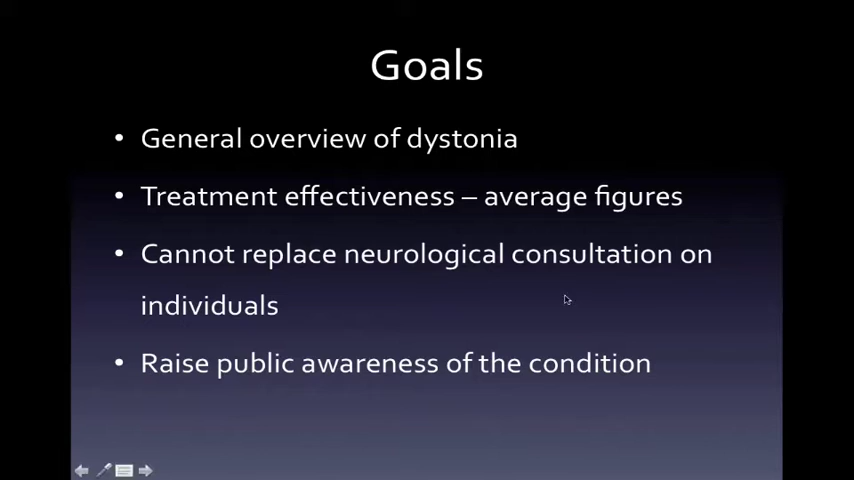 Goals
• General overview of dystonia
• Treatment effectiveness – average figures
• Cannot replace neurological consultation on
individuals
• Raise public awareness of the condition